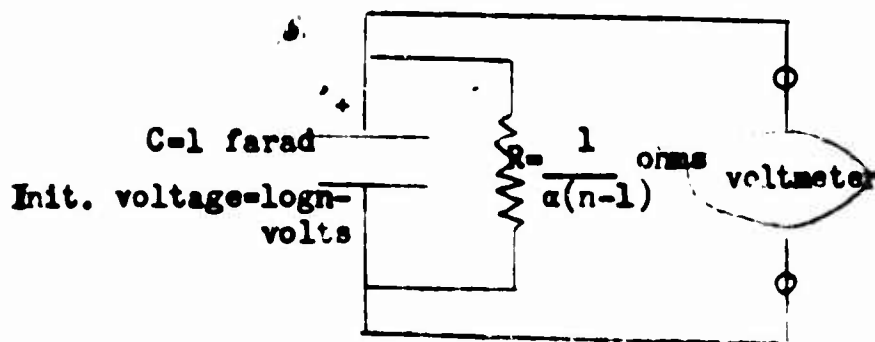 +
C=1 farad
Init. voltage=logn-
volts
R= 1 ohms
α(n-1)
voltmeter